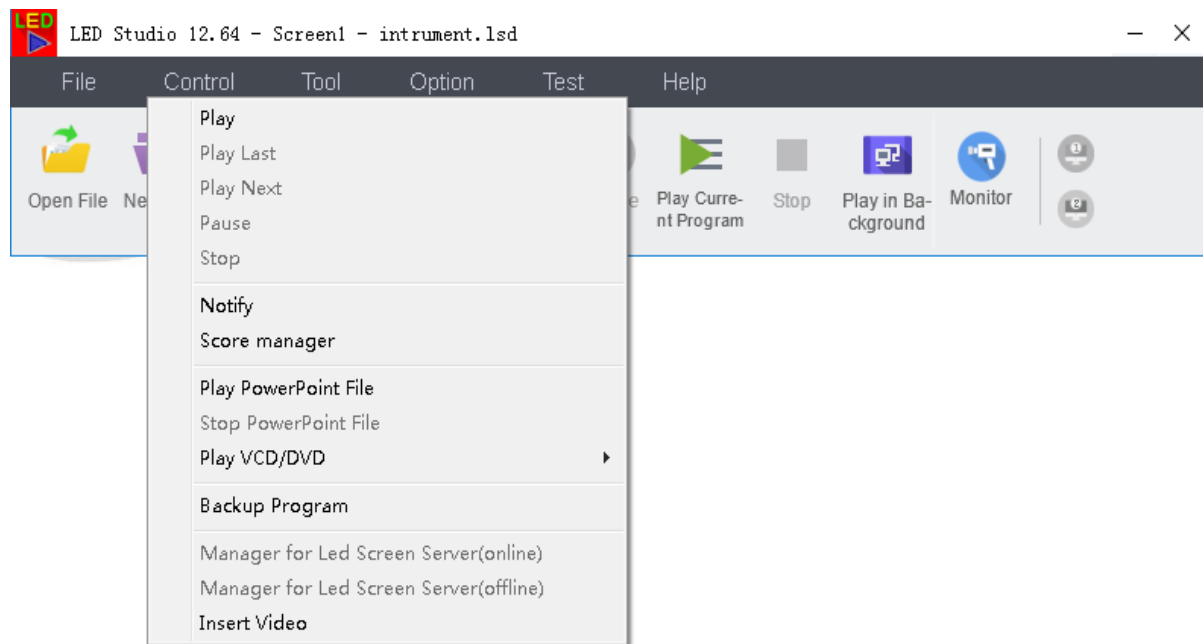 LED
LED Studio 12.64 - Screen1 - intrument.lsd
File Control Tool Option Test Help
Play
Play Last
Play Next
Pause
Stop
Notify
Score manager
Play PowerPoint File
Stop PowerPoint File
Play VCD/DVD
Backup Program
Manager for Led Screen Server(online)
Manager for Led Screen Server(offline)
Insert Video
Open File
Ne
e
Play Curre-
nt Program
Stop
Play in Ba-
ckground
Monitor
1
2